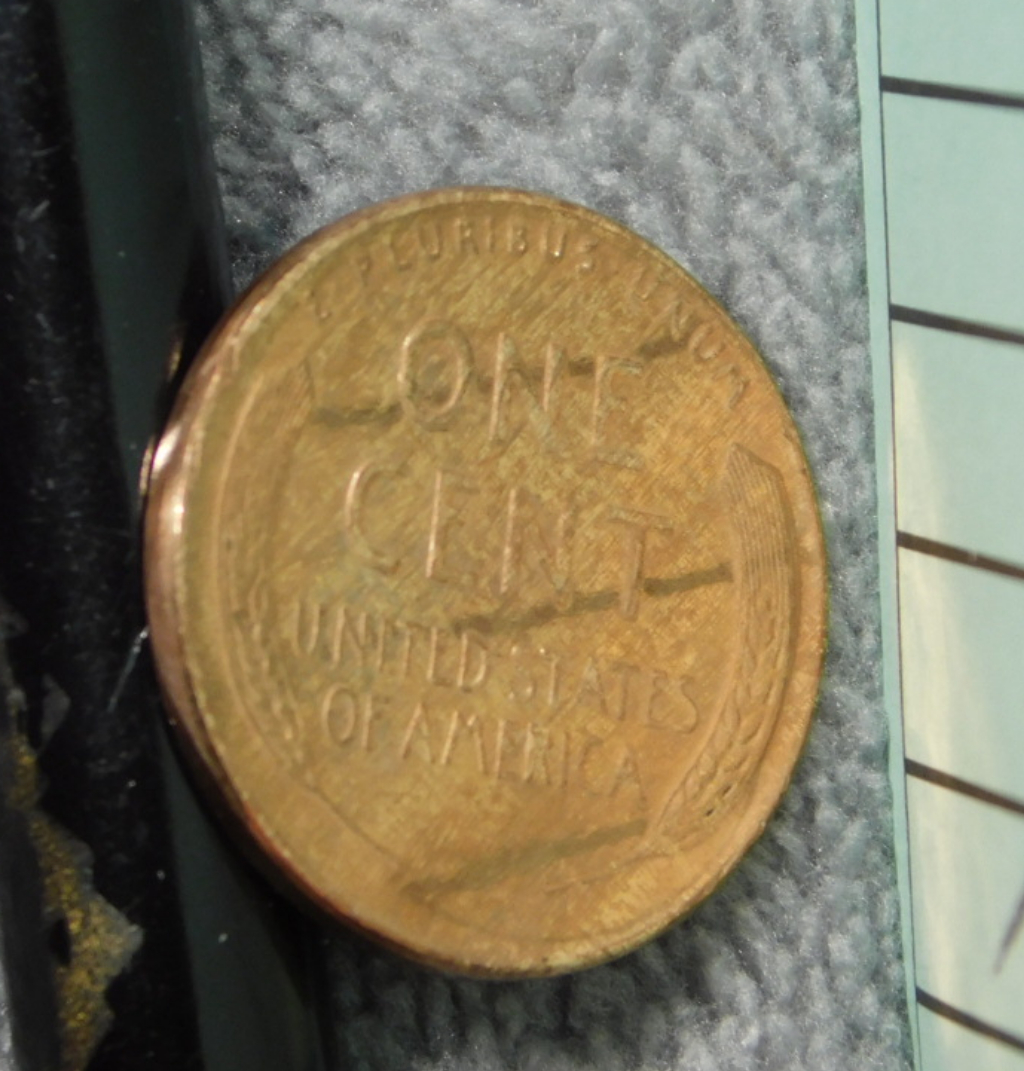 E PLURIBUS UNUM
ONE
CENT
UNITED STATES
OF AMERICA